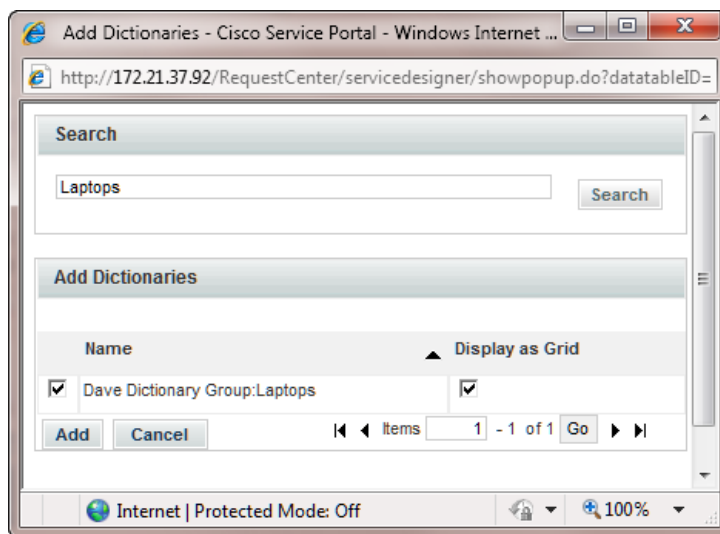 Add Dictionaries - Cisco Service Portal - Windows Internet ...
http://172.21.37.92/RequestCenter/servicedesigner/showpopup.do?datatableID=
Search
Laptops
Search
Add Dictionaries
Name
Display as Grid
Dave Dictionary Group:Laptops
Add Cancel Items 1 - 1 of 1 Go
Internet | Protected Mode: Off 100%